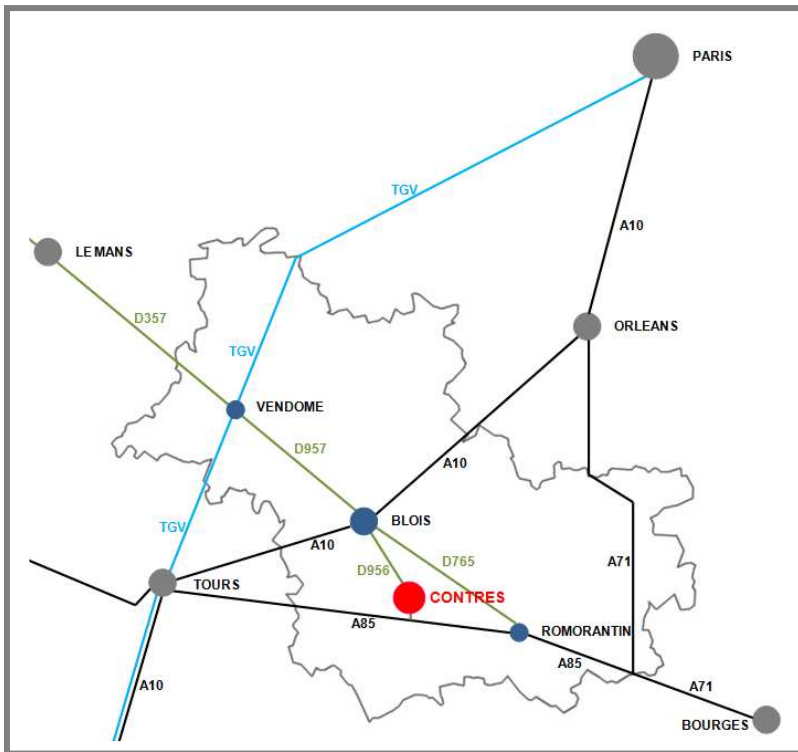 PARIS
TGV
A10
LE MANS
D357
ORLEANS
TGV
VENDOME
D957
A10
BLOIS
TGV
A10
D956
D765
A71
TOURS
CONTRES
A85
ROMORANTIN
A85
A10
A71
BOURGES